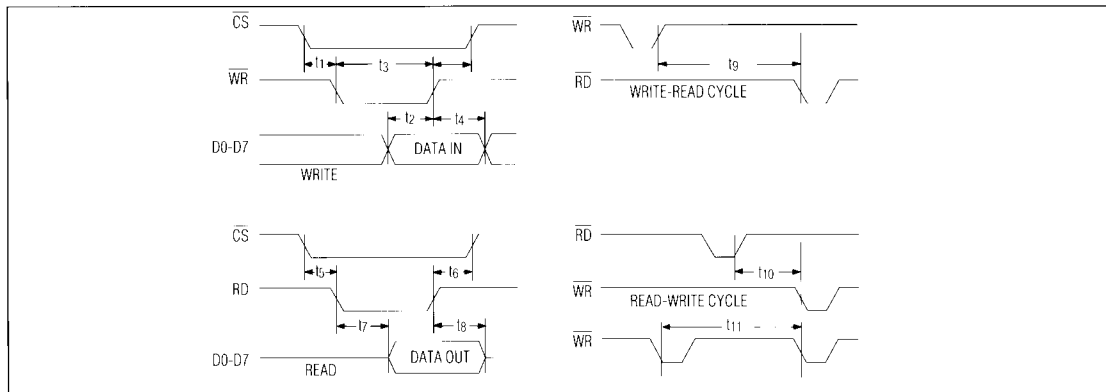 CS
t1
t3
WR
t2
t4
D0-D7
DATA IN
WRITE
WR
t9
RD
WRITE-READ CYCLE
CS
t5
t6
RD
t7
t8
D0-D7
DATA OUT
READ
RD
t10
WR
READ-WRITE CYCLE
t11
WR